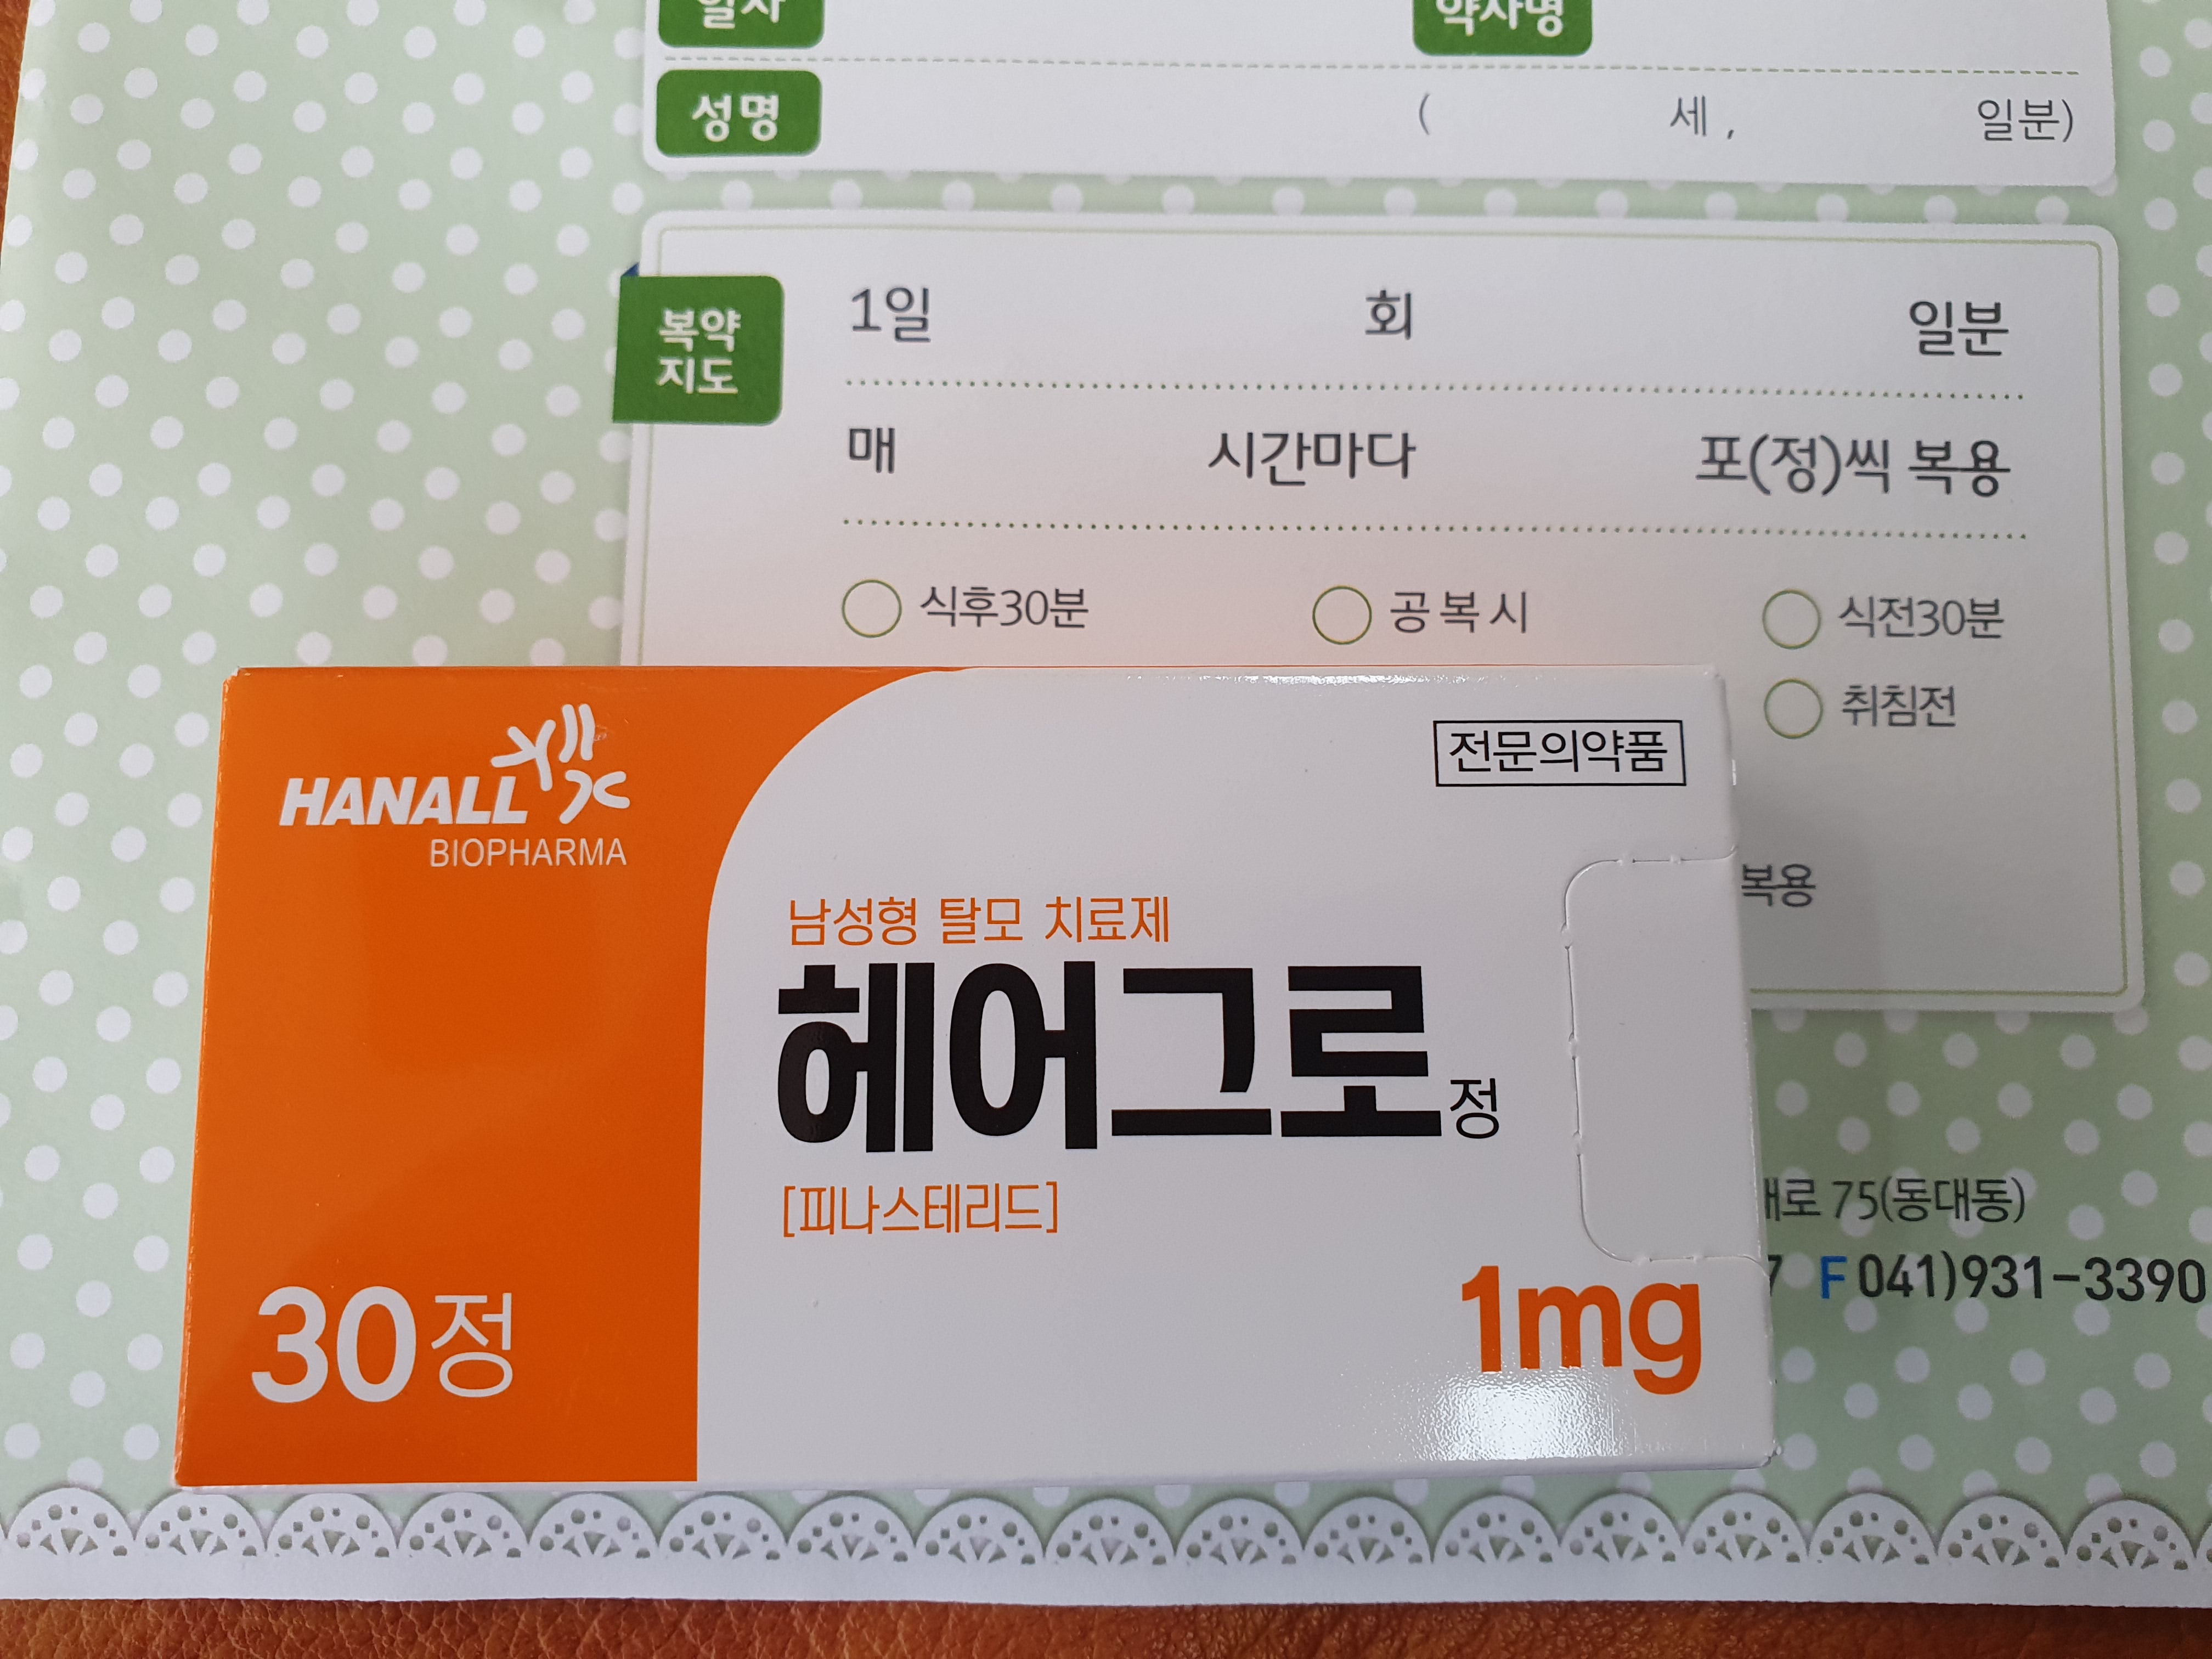 일자 약사명
성명 ( 세, 일분)
복약
지도
1일 회 일분
매 시간마다 포(정)씩 복용
식후30분 공복시 식전30분
취침전
복용
HANALL
BIOPHARMA
전문의약품
남성형 탈모 치료제
헤어그로정
[피나스테리드]
30정
1mg
대로 75(동대동)
7 F 041)931-3390